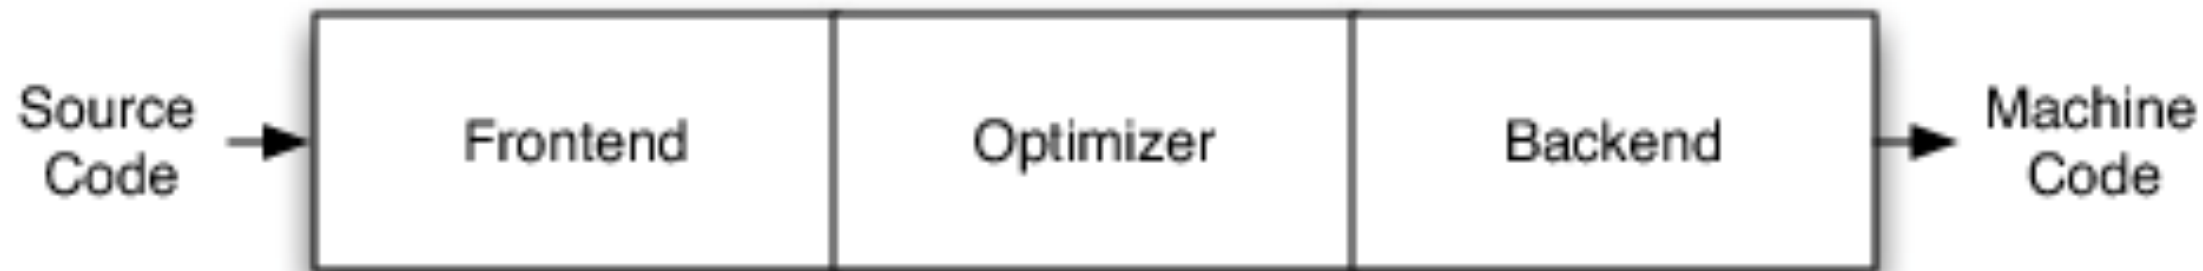 Source
Code
Frontend
Optimizer
Backend
Machine
Code